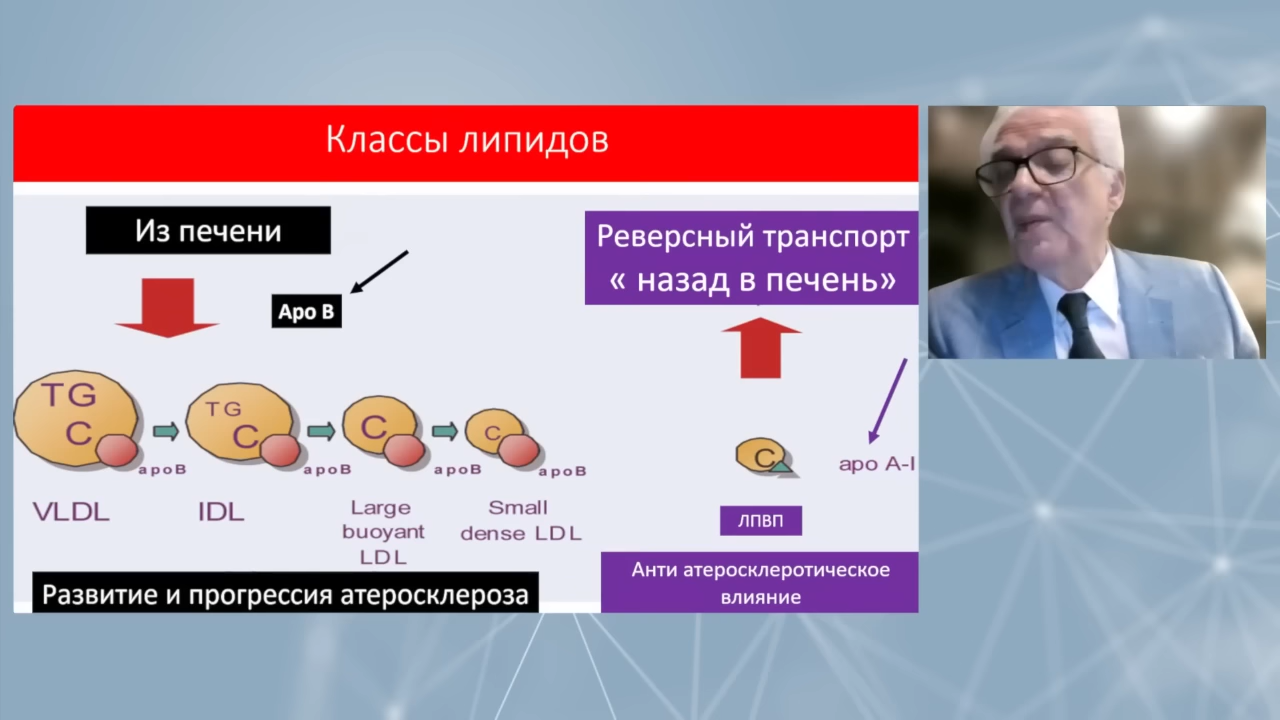 Классы липидов
Из печени
Apo B
TG
C
apoB
VLDL
TG
C
apoB
IDL
C
apoB
Large
buoyant
LDL
C
apoB
Small
dense LDL
Развитие и прогрессия атеросклероза
Реверсный транспорт
« назад в печень»
C
apo A-I
ЛПВП
Анти атеросклеротическое
влияние